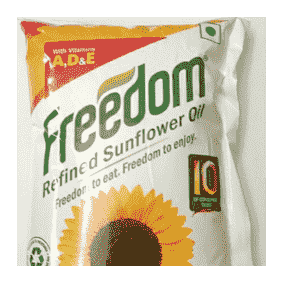 With Vitamins
A,D&E
Freedom
Refined Sunflower Oil
Freedom to eat. Freedom to enjoy.
10